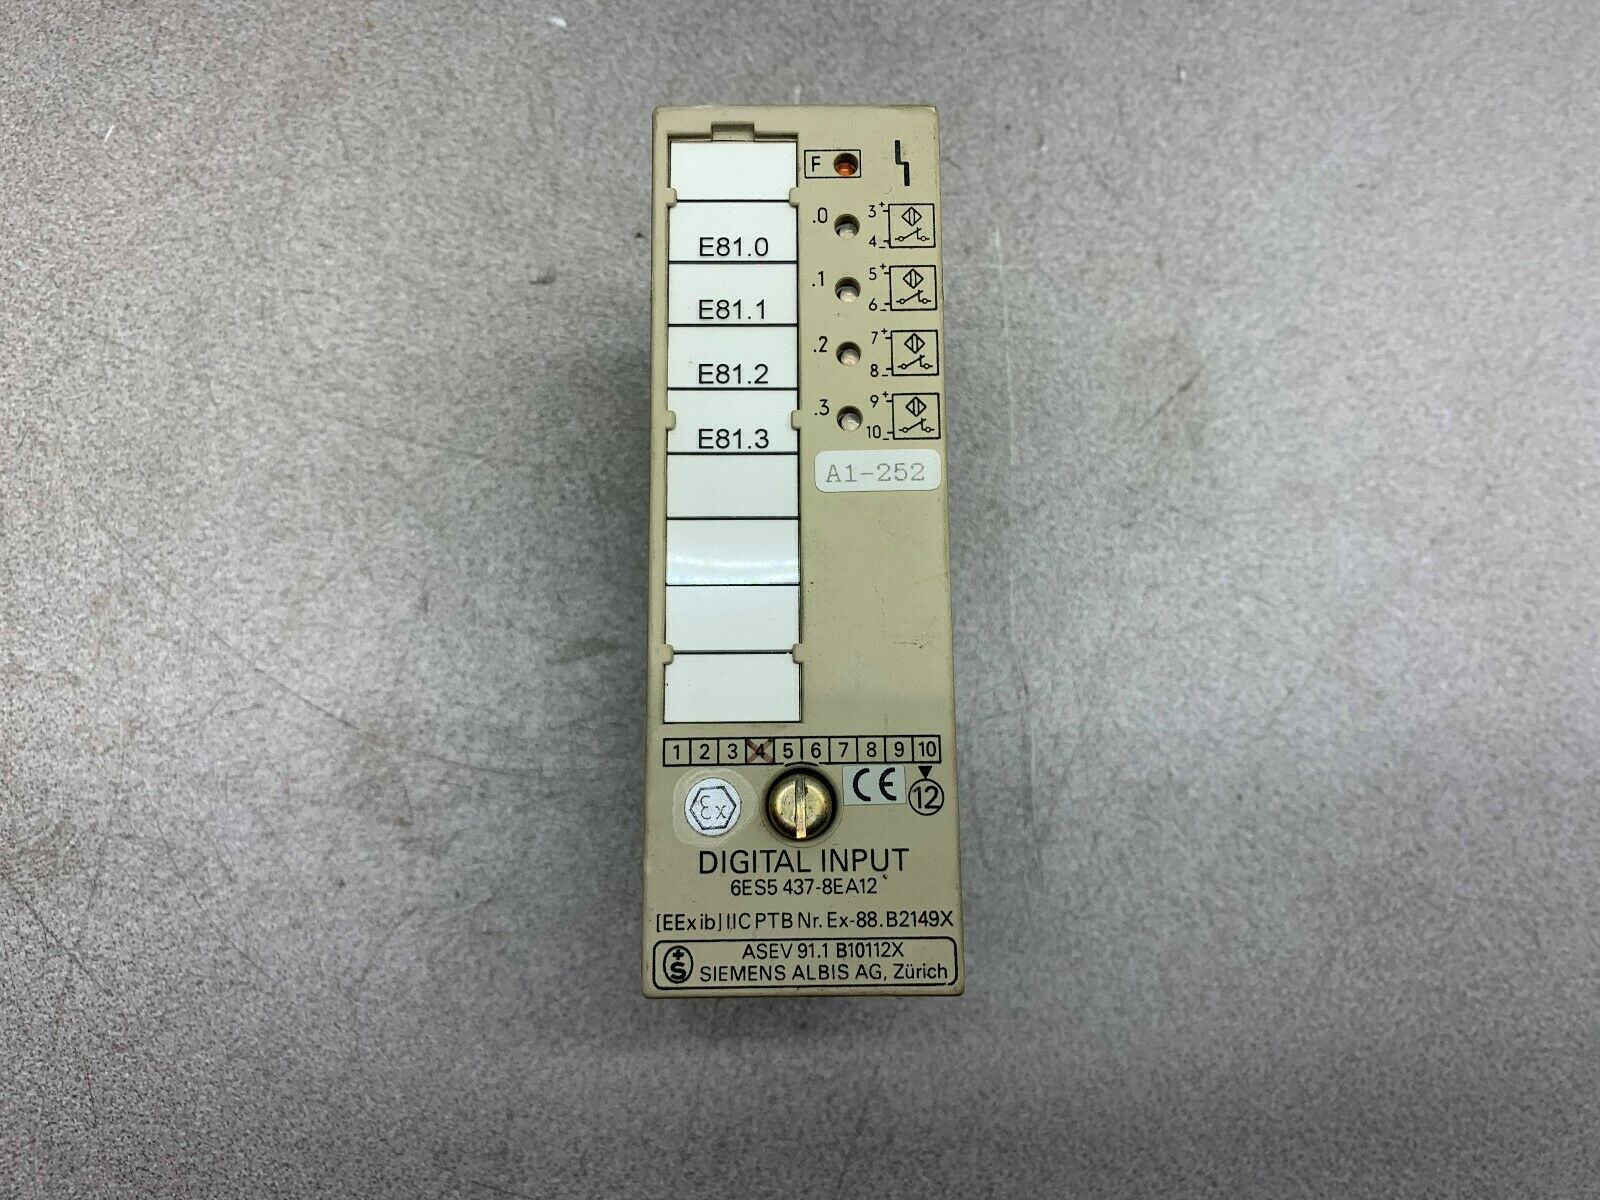 F
E81.0 .0 3+ 4-
E81.1 .1 5+ 6-
E81.2 .2 7+ 8-
E81.3 .3 9+ 10-
A1-252
1 2 3 4 5 6 7 8 9 10
Ex CE 12
DIGITAL INPUT
6ES5 437-8EA12
[EEx ib] IIC PTB Nr. Ex-88.B2149X
+S ASEV 91.1 B10112X
SIEMENS ALBIS AG, Zürich